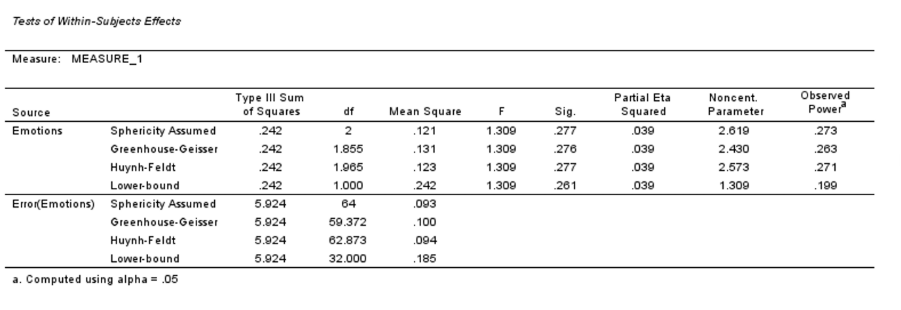 Tests of Within-Subjects Effects
Measure: MEASURE_1
Source Type III Sum of Squares df Mean Square F Sig. Partial Eta Squared Noncent. Parameter Observed Power a
Emotions Sphericity Assumed .242 2 .121 1.309 .277 .039 2.619 .273
Greenhouse-Geisser .242 1.855 .131 1.309 .276 .039 2.430 .263
Huynh-Feldt .242 1.965 .123 1.309 .277 .039 2.573 .271
Lower-bound .242 1.000 .242 1.309 .261 .039 1.309 .199
Error(Emotions) Sphericity Assumed 5.924 64 .093
Greenhouse-Geisser 5.924 59.372 .100
Huynh-Feldt 5.924 62.873 .094
Lower-bound 5.924 32.000 .185
a. Computed using alpha = .05